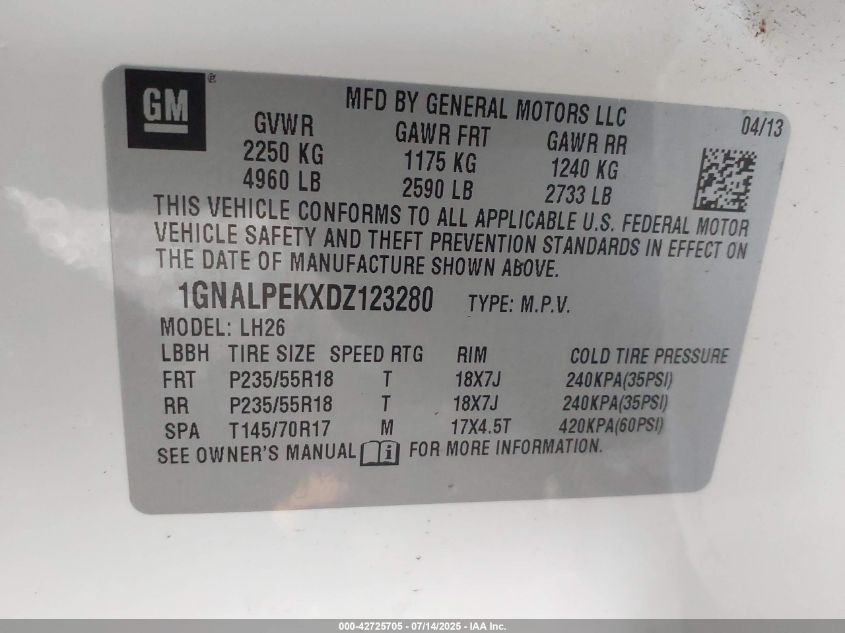 GM®
MFD BY GENERAL MOTORS LLC
04/13
GVWR GAWR FRT GAWR RR
2250 KG 1175 KG 1240 KG
4960 LB 2590 LB 2733 LB
THIS VEHICLE CONFORMS TO ALL APPLICABLE U.S. FEDERAL MOTOR
VEHICLE SAFETY AND THEFT PREVENTION STANDARDS IN EFFECT ON
THE DATE OF MANUFACTURE SHOWN ABOVE.
1GNALPEKXDZ123280 TYPE: M.P.V.
MODEL: LH26
LBBH TIRE SIZE SPEED RTG RIM COLD TIRE PRESSURE
FRT P235/55R18 T 18X7J 240KPA(35PSI)
RR P235/55R18 T 18X7J 240KPA(35PSI)
SPA T145/70R17 M 17X4.5T 420KPA(60PSI)
SEE OWNER'S MANUAL i FOR MORE INFORMATION.
000-42725705 - 07/14/2025 - IAA Inc.